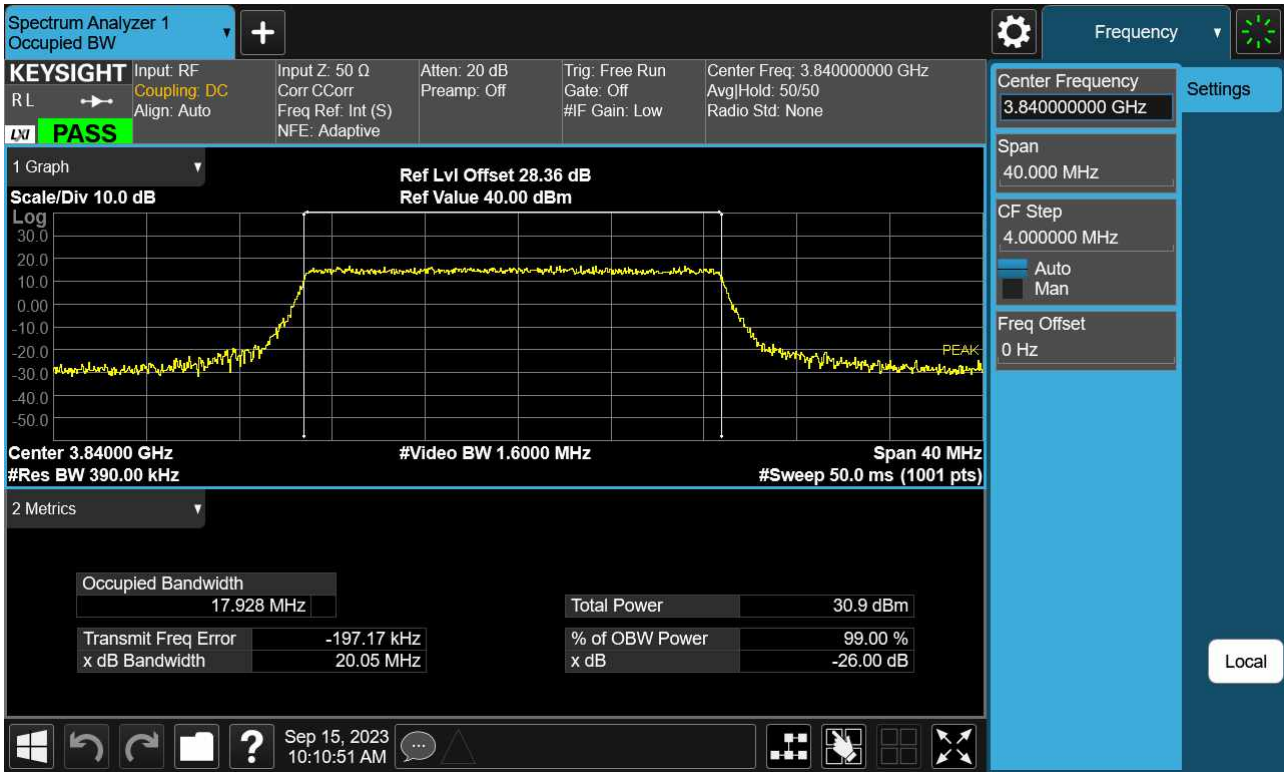 Spectrum Analyzer 1
Occupied BW
+
Frequency
KEYSIGHT
R L
LXI
PASS
Input: RF
Coupling: DC
Align: Auto
Input Z: 50 Ω
Corr CCorr
Freq Ref: Int (S)
NFE: Adaptive
Atten: 20 dB
Preamp: Off
Trig: Free Run
Gate: Off
#IF Gain: Low
Center Freq: 3.840000000 GHz
Avg|Hold: 50/50
Radio Std: None
Center Frequency
3.840000000 GHz
Settings
Span
40.000 MHz
CF Step
4.000000 MHz
Auto
Man
Freq Offset
0 Hz
1 Graph
Scale/Div 10.0 dB
Ref Lvl Offset 28.36 dB
Ref Value 40.00 dBm
Log
30.0
20.0
10.0
0.00
-10.0
-20.0
-30.0
-40.0
-50.0
PEAK
Center 3.84000 GHz
#Video BW 1.6000 MHz
Span 40 MHz
#Res BW 390.00 kHz
#Sweep 50.0 ms (1001 pts)
2 Metrics
Occupied Bandwidth
17.928 MHz
Total Power 30.9 dBm
Transmit Freq Error -197.17 kHz
% of OBW Power 99.00 %
x dB Bandwidth 20.05 MHz
x dB -26.00 dB
Local
?
Sep 15, 2023
10:10:51 AM